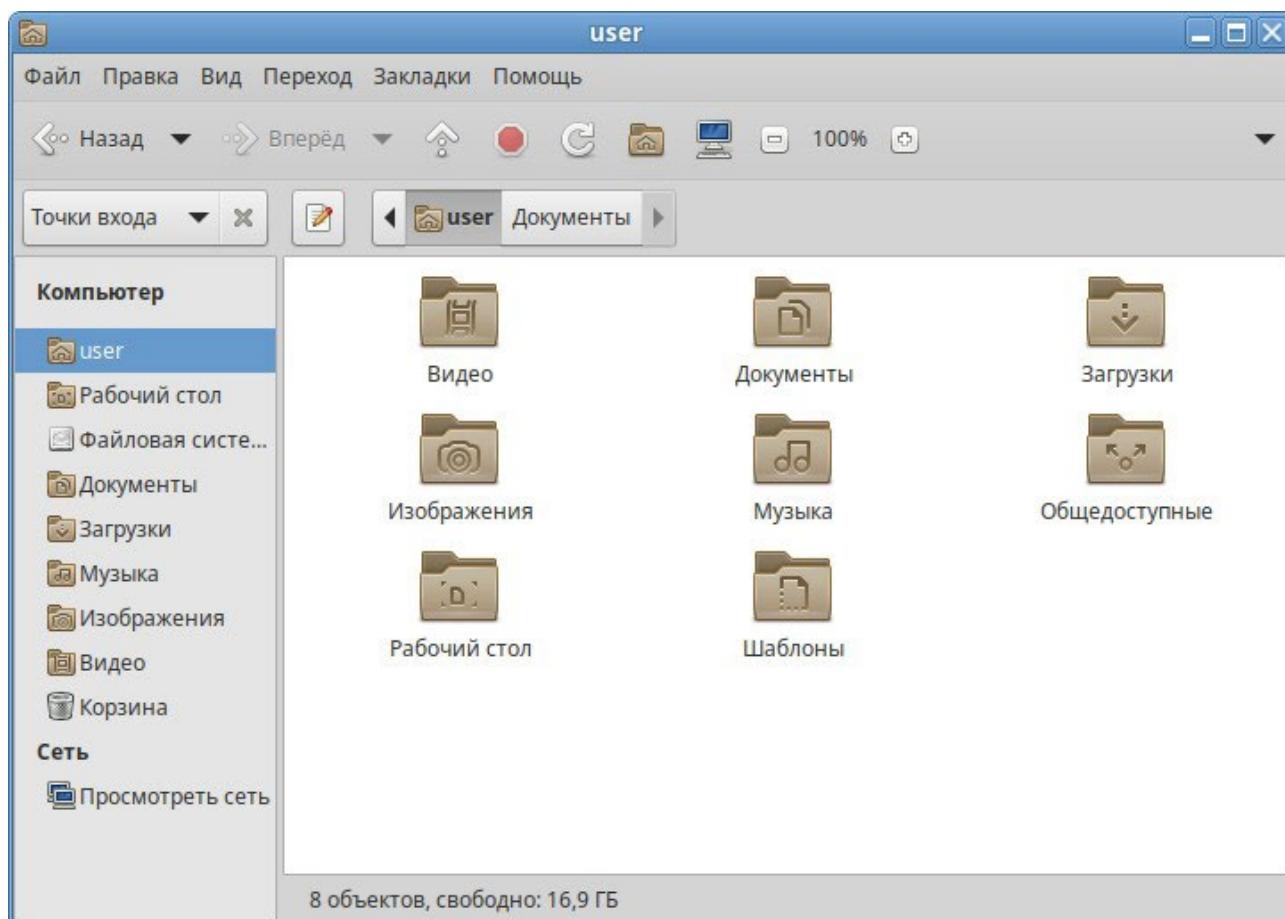 user
Файл Правка Вид Переход Закладки Помощь
Назад Вперёд 100%
Точки входа user Документы
Компьютер
user
Рабочий стол
Файловая систе...
Документы
Загрузки
Музыка
Изображения
Видео
Корзина
Сеть
Просмотреть сеть
Видео Документы Загрузки
Изображения Музыка Общедоступные
Рабочий стол Шаблоны
8 объектов, свободно: 16,9 ГБ